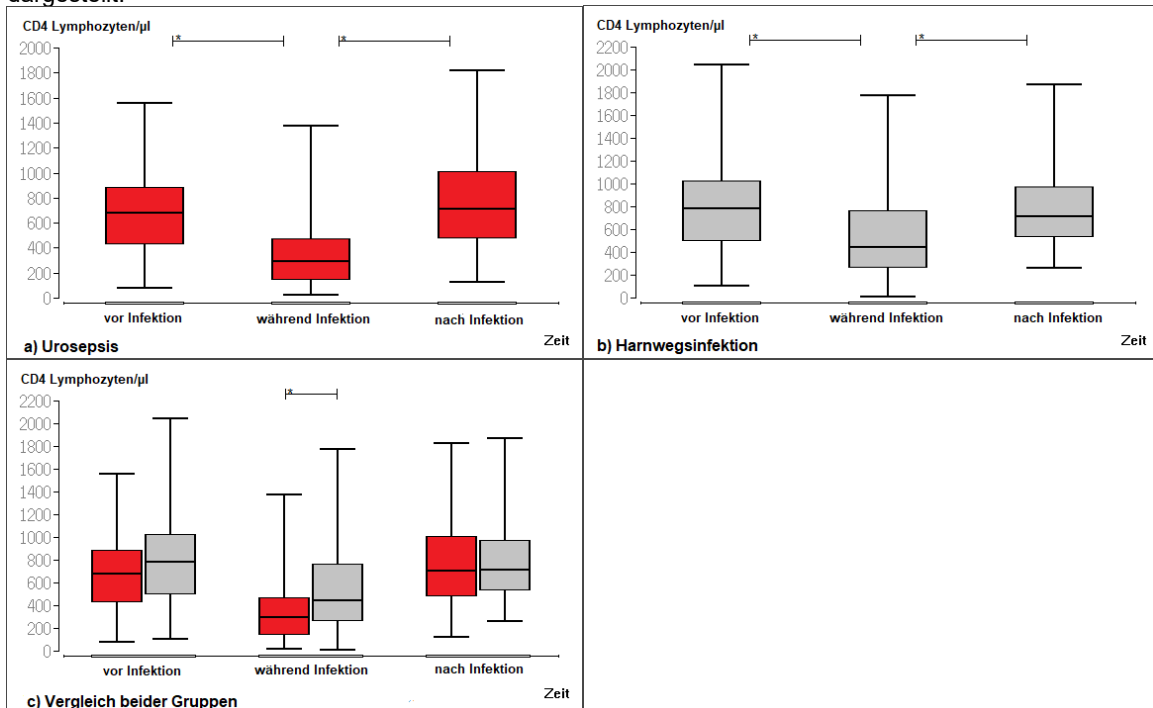 dargestellt.
CD4 Lymphozyten/µl
* *
2000
1800
1600
1400
1200
1000
800
600
400
200
0
vor Infektion während Infektion nach Infektion
Zeit
a) Urosepsis
CD4 Lymphozyten/µl
* *
2200
2000
1800
1600
1400
1200
1000
800
600
400
200
0
vor Infektion während Infektion nach Infektion
Zeit
b) Harnwegsinfektion
CD4 Lymphozyten/µl
*
2200
2000
1800
1600
1400
1200
1000
800
600
400
200
0
vor Infektion während Infektion nach Infektion
Zeit
c) Vergleich beider Gruppen